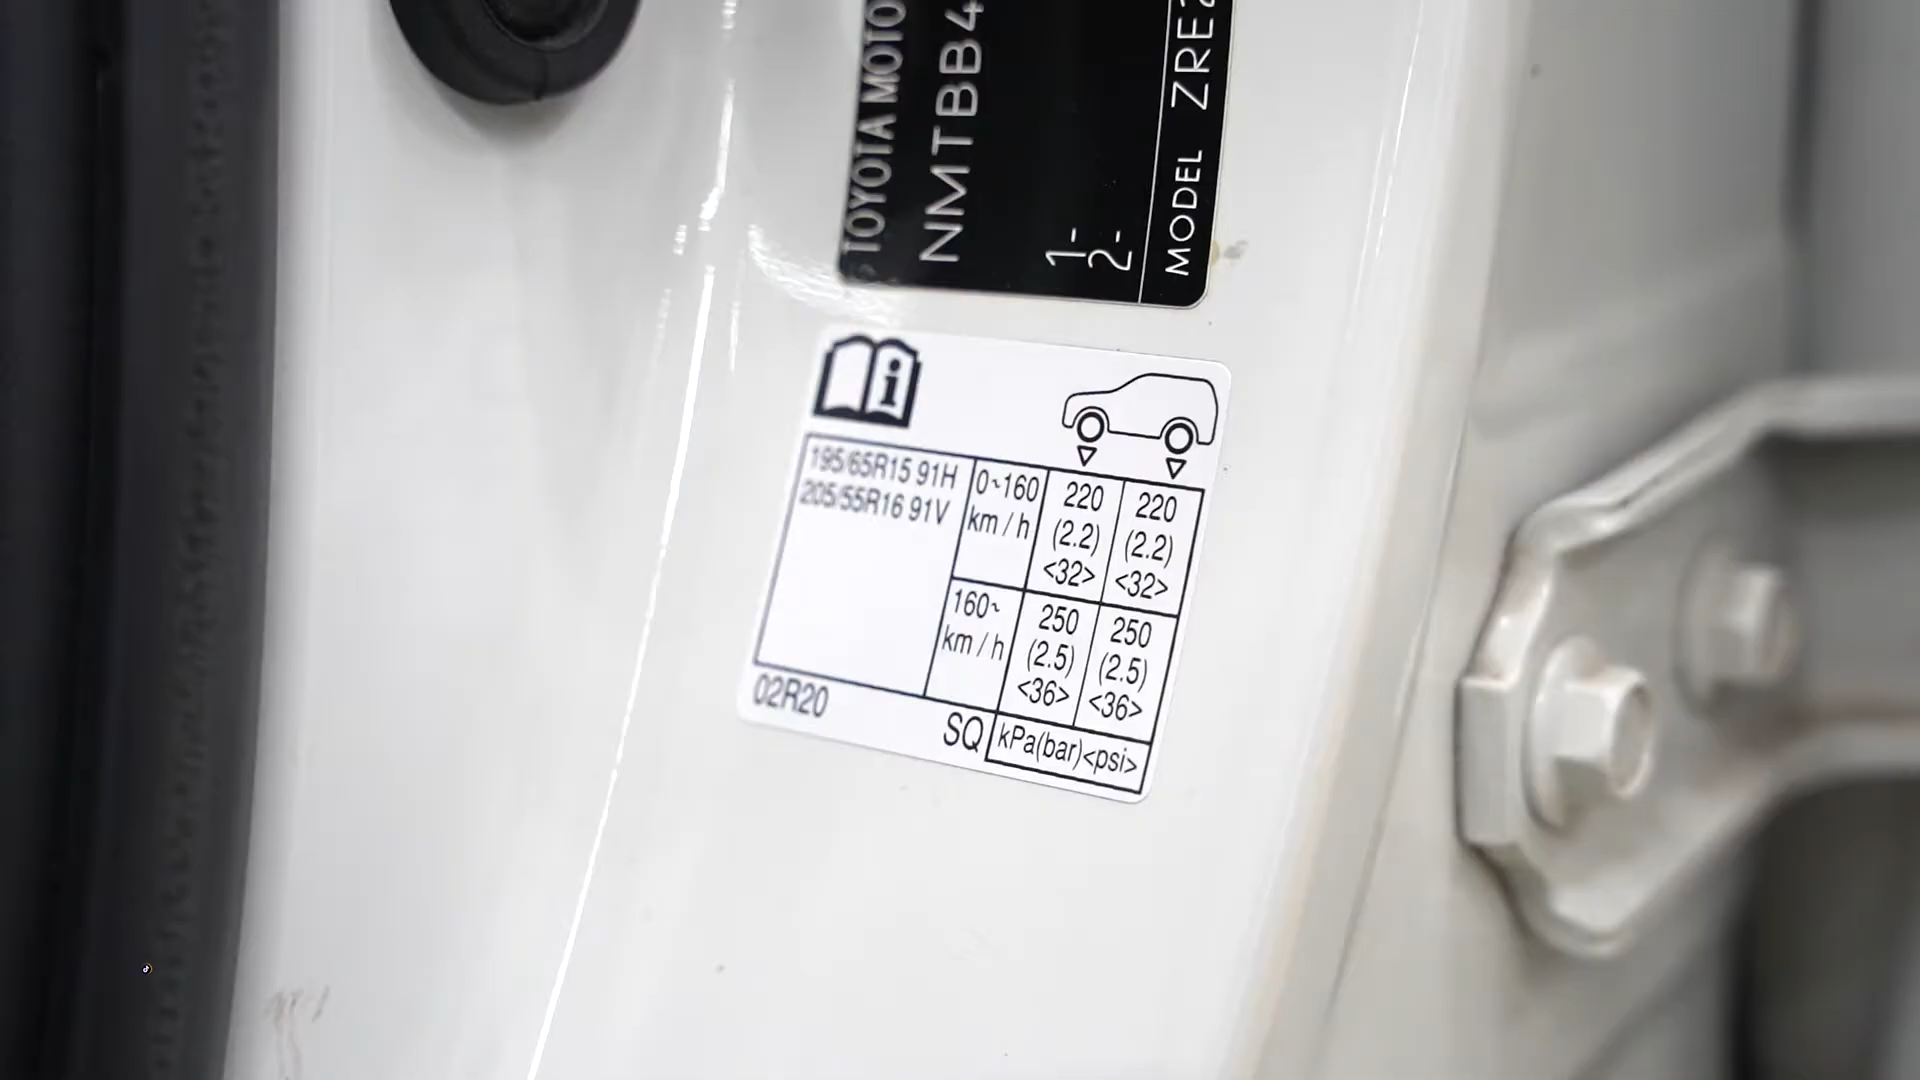 TOYOTA MOTO
NMTBB4
1-
2-
MODEL ZRE2
i
195/65R15 91H
205/55R16 91V
0~160
km / h
220
(2.2)
<32>
220
(2.2)
<32>
160~
km / h
250
(2.5)
<36>
250
(2.5)
<36>
02R20
SQ
kPa(bar)<psi>